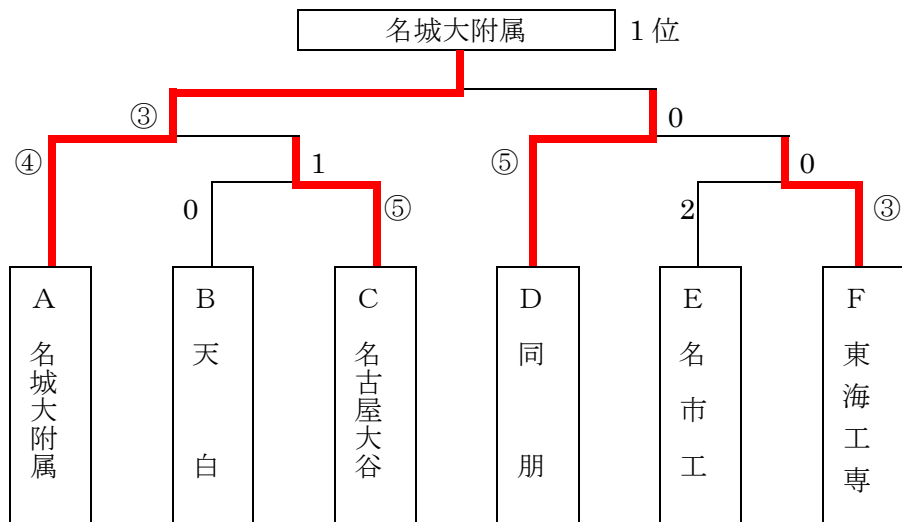 名城大附属 1位
③ 0
④ 1 ⑤ 0
0 ⑤ 2 ③
A B C D E F
名城大附属
天白
名古屋大谷
同朋
名市工
東海工専